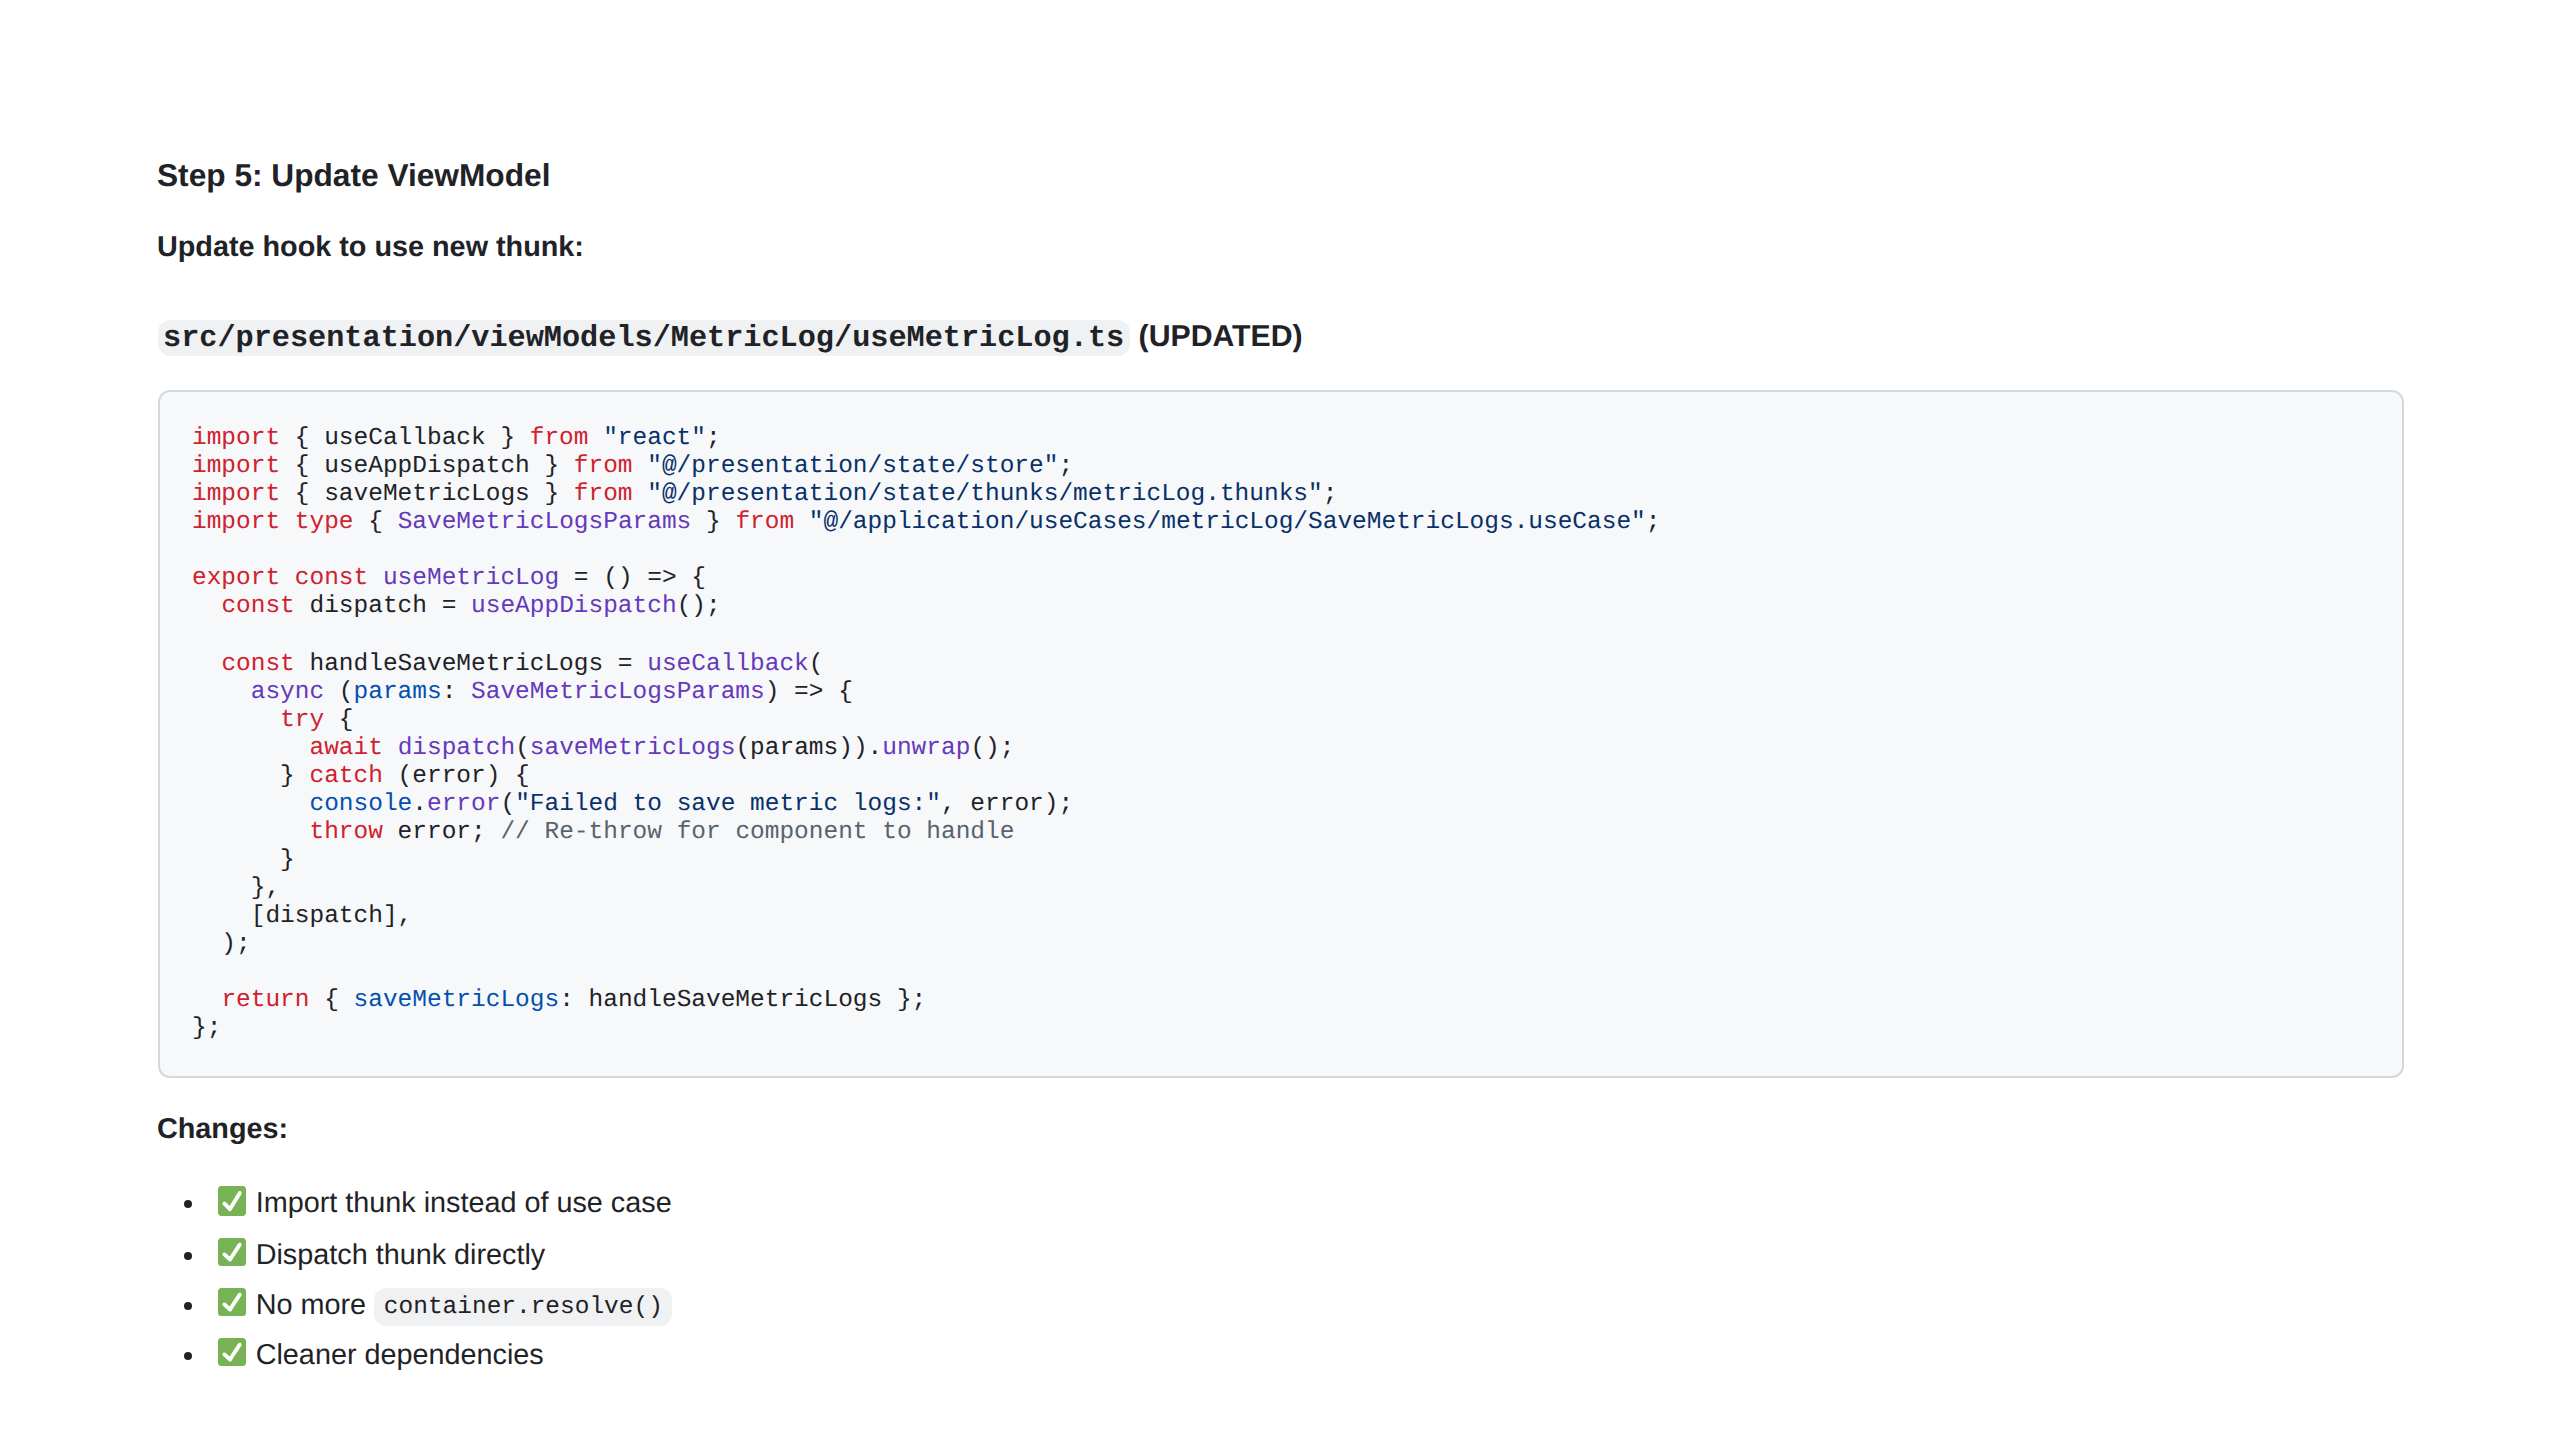 Step 5: Update ViewModel
Update hook to use new thunk:
src/presentation/viewModels/MetricLog/useMetricLog.ts (UPDATED)
import { useCallback } from "react";
import { useAppDispatch } from "@/presentation/state/store";
import { saveMetricLogs } from "@/presentation/state/thunks/metricLog.thunks";
import type { SaveMetricLogsParams } from "@/application/useCases/metricLog/SaveMetricLogs.useCase";

export const useMetricLog = () => {
  const dispatch = useAppDispatch();

  const handleSaveMetricLogs = useCallback(
    async (params: SaveMetricLogsParams) => {
      try {
        await dispatch(saveMetricLogs(params)).unwrap();
      } catch (error) {
        console.error("Failed to save metric logs:", error);
        throw error; // Re-throw for component to handle
      }
    },
    [dispatch],
  );

  return { saveMetricLogs: handleSaveMetricLogs };
};
Changes:
• ✅ Import thunk instead of use case
• ✅ Dispatch thunk directly
• ✅ No more container.resolve()
• ✅ Cleaner dependencies